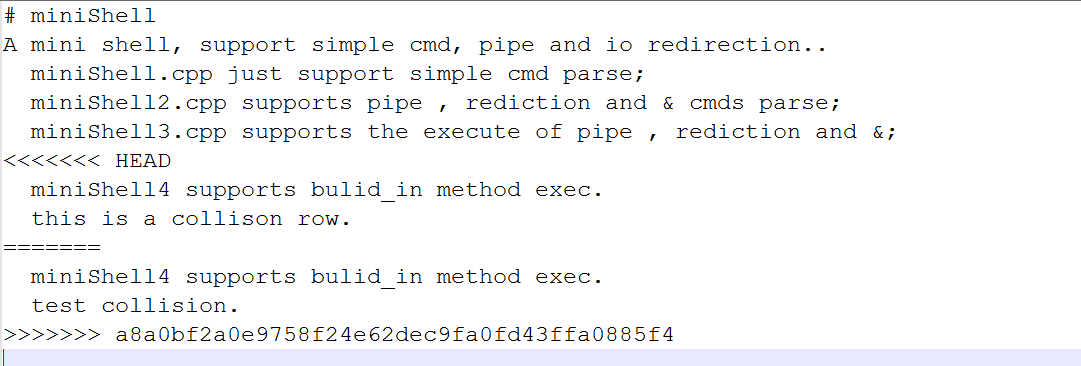 # miniShell
A mini shell, support simple cmd, pipe and io redirection..
  miniShell.cpp just support simple cmd parse;
  miniShell2.cpp supports pipe , rediction and & cmds parse;
  miniShell3.cpp supports the execute of pipe , rediction and &;
<<<<<<< HEAD
  miniShell4 supports bulid_in method exec.
  this is a collison row.
=======
  miniShell4 supports bulid_in method exec.
  test collision.
>>>>>>> a8a0bf2a0e9758f24e62dec9fa0fd43ffa0885f4